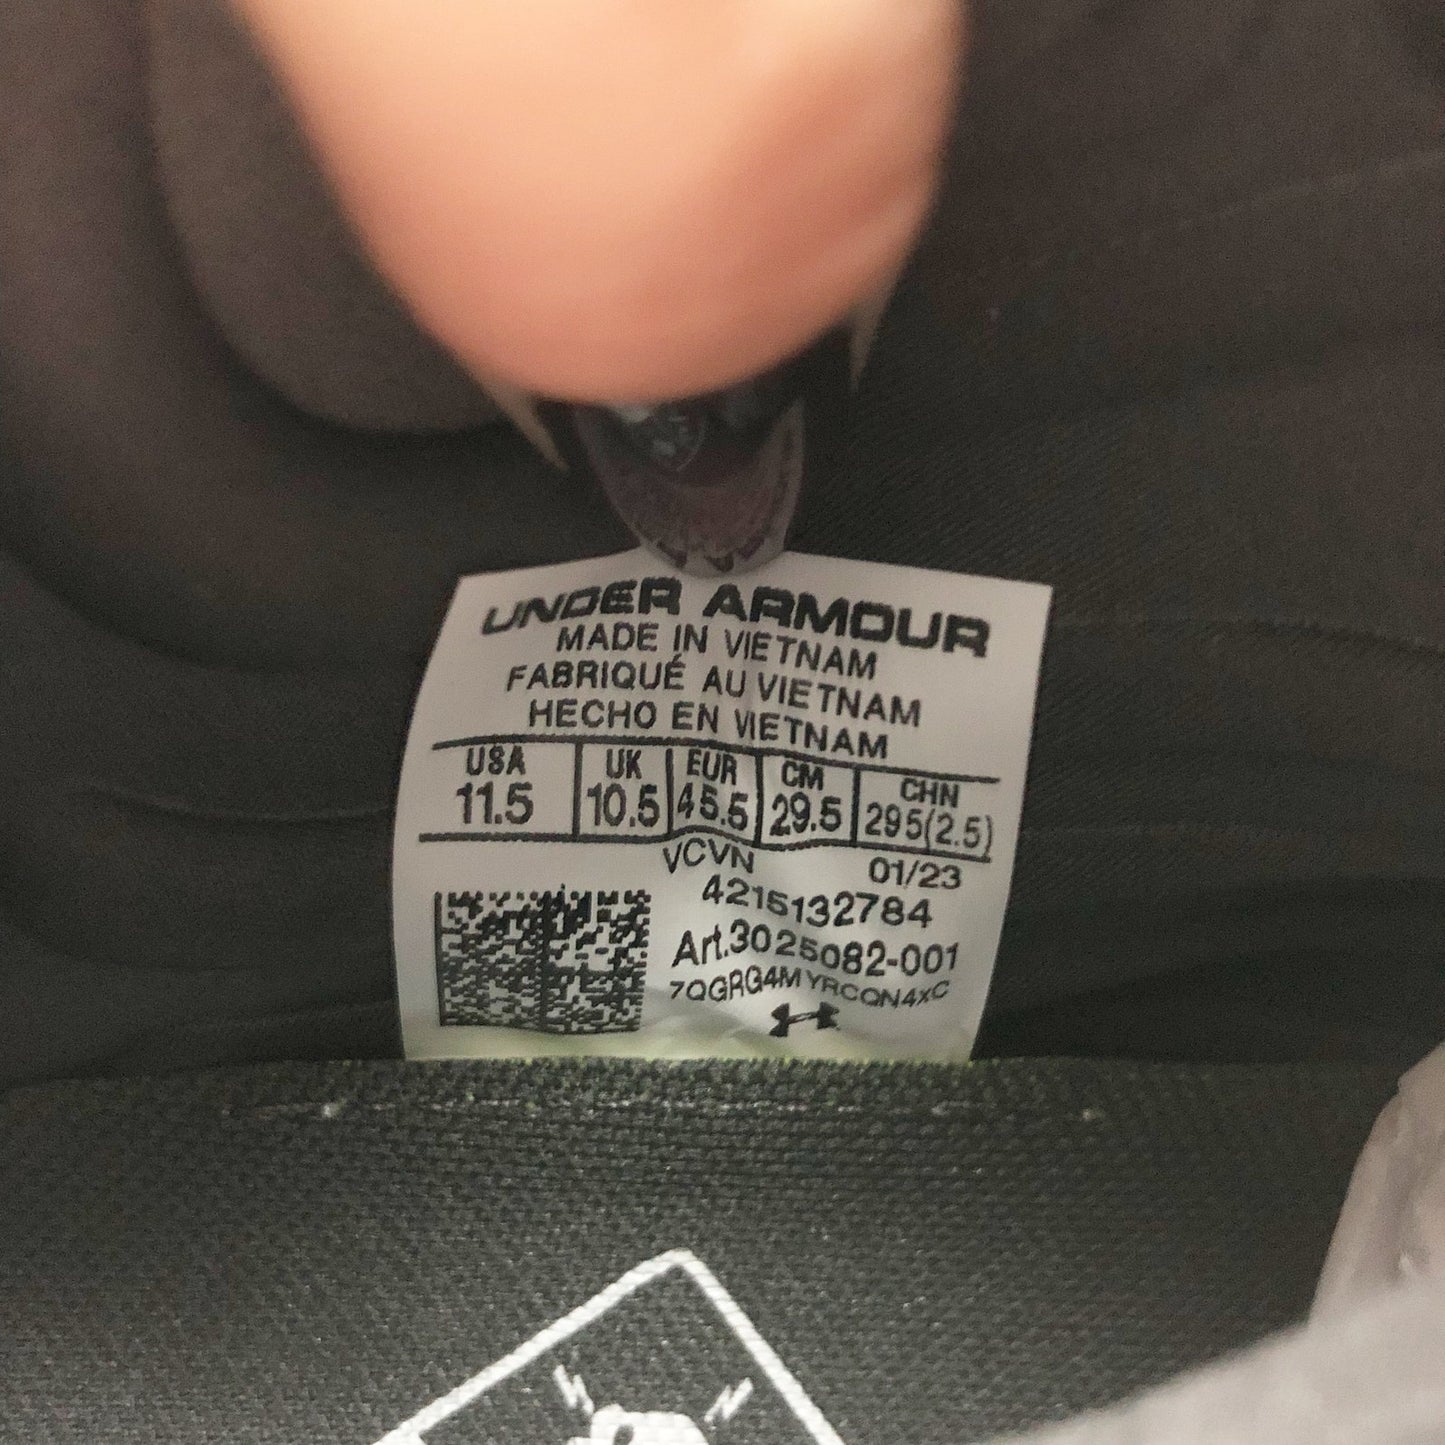 UNDER ARMOUR
MADE IN VIETNAM
FABRIQUÉ AU VIETNAM
HECHO EN VIETNAM
USA UK EUR CM CHN
11.5 10.5 45.5 29.5 295(2.5)
VCVN 01/23
4215132784
Art.3025082-001
7QGRG4MYRCQN4xC